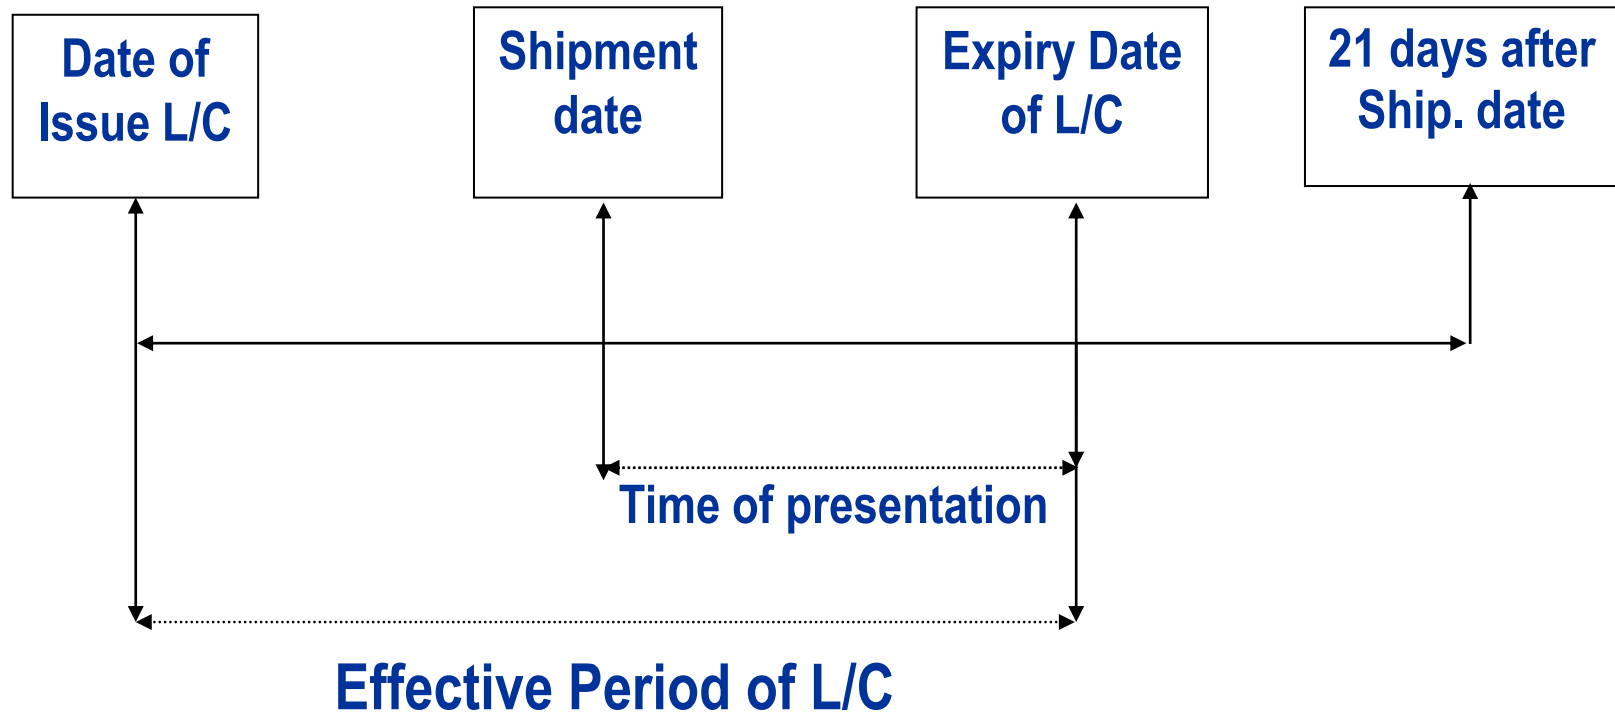 Date of
Issue L/C
Shipment
date
Expiry Date
of L/C
21 days after
Ship. date
Time of presentation
Effective Period of L/C